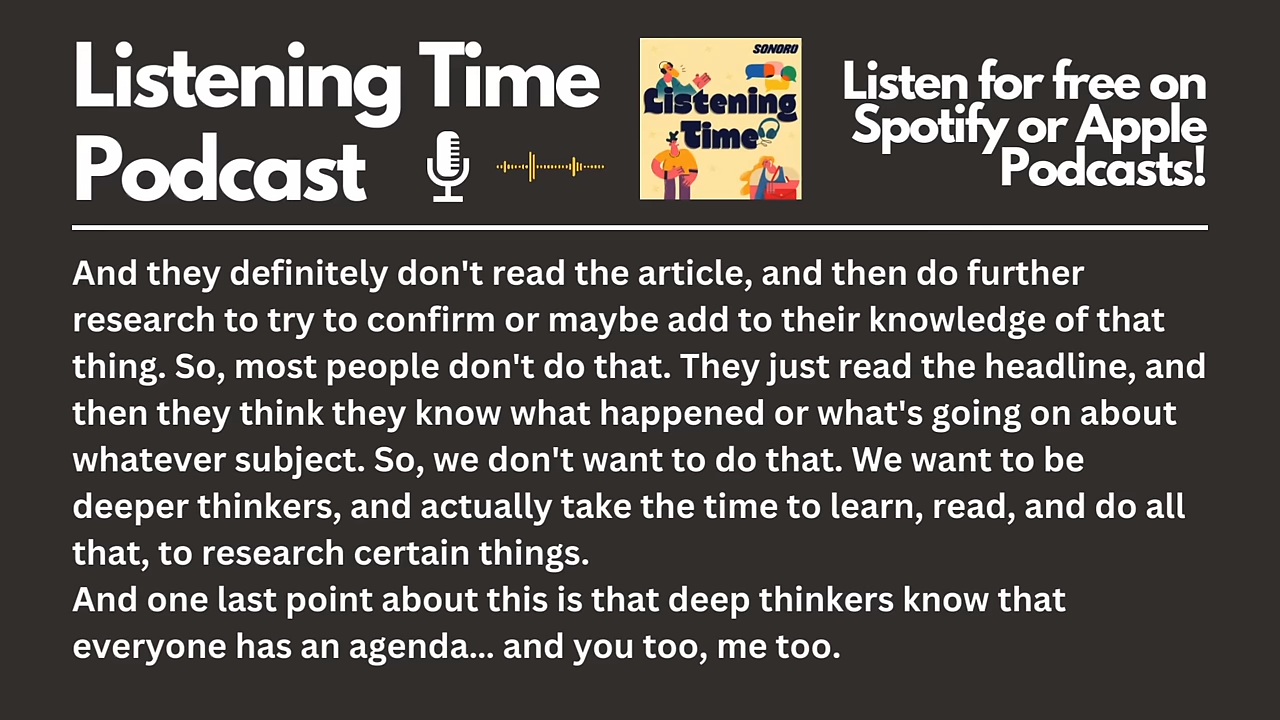 Listening Time
Podcast
SONORO
Listening
Time
Listen for free on
Spotify or Apple
Podcasts!
And they definitely don't read the article, and then do further
research to try to confirm or maybe add to their knowledge of that
thing. So, most people don't do that. They just read the headline, and
then they think they know what happened or what's going on about
whatever subject. So, we don't want to do that. We want to be
deeper thinkers, and actually take the time to learn, read, and do all
that, to research certain things.
And one last point about this is that deep thinkers know that
everyone has an agenda... and you too, me too.